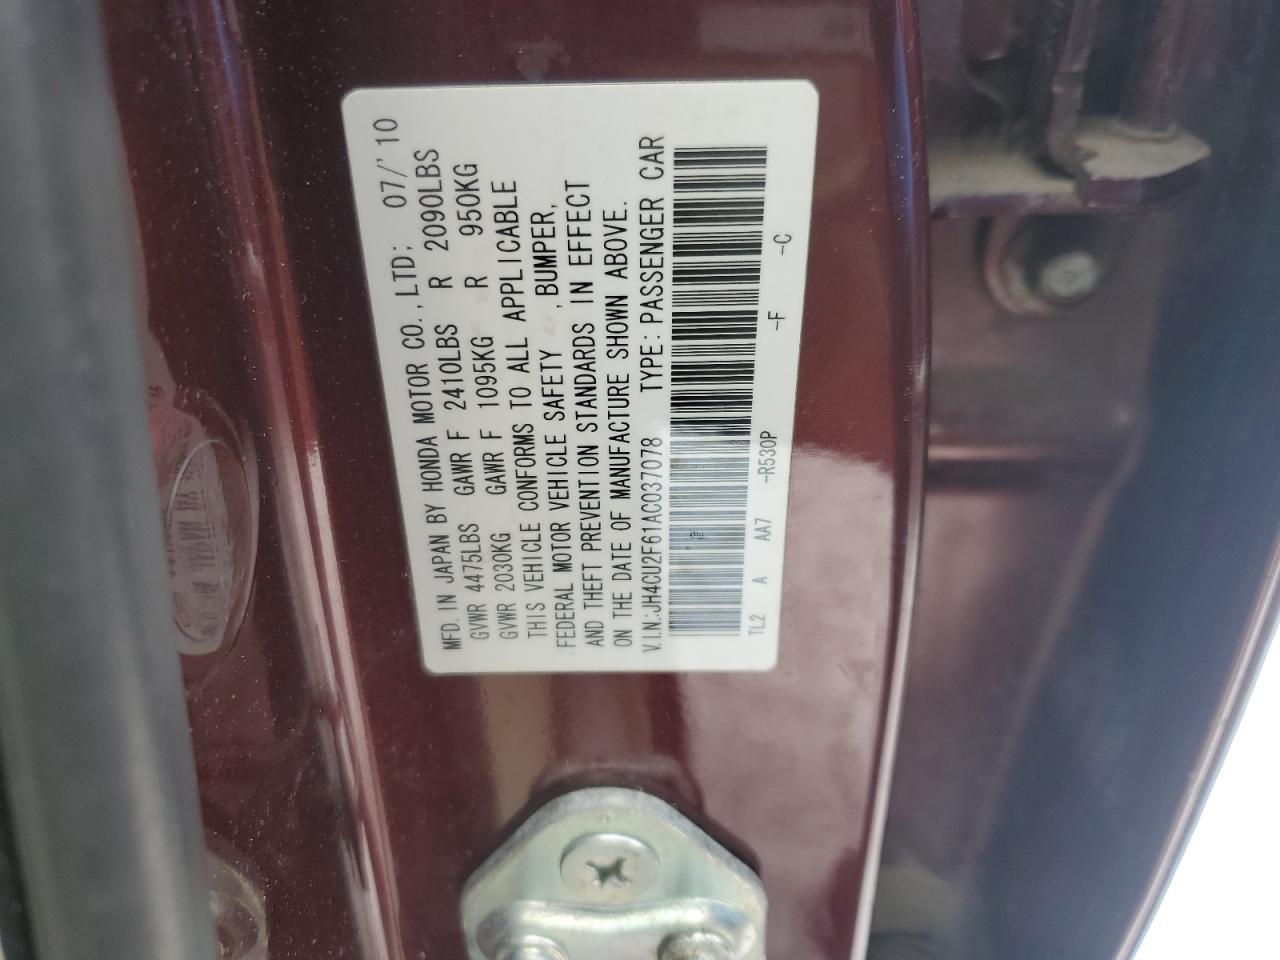 MFD. IN JAPAN BY HONDA MOTOR CO., LTD; 07/'10
GVWR 4475LBS GAWR F 2410LBS R 2090LBS
GVWR 2030KG GAWR F 1095KG R 950KG
THIS VEHICLE CONFORMS TO ALL APPLICABLE
FEDERAL MOTOR VEHICLE SAFETY , BUMPER,
AND THEFT PREVENTION STANDARDS IN EFFECT
ON THE DATE OF MANUFACTURE SHOWN ABOVE.
V.I.N.:JH4CU2F61AC037078 TYPE: PASSENGER CAR
TL2 A AA7 -R530P -F -C